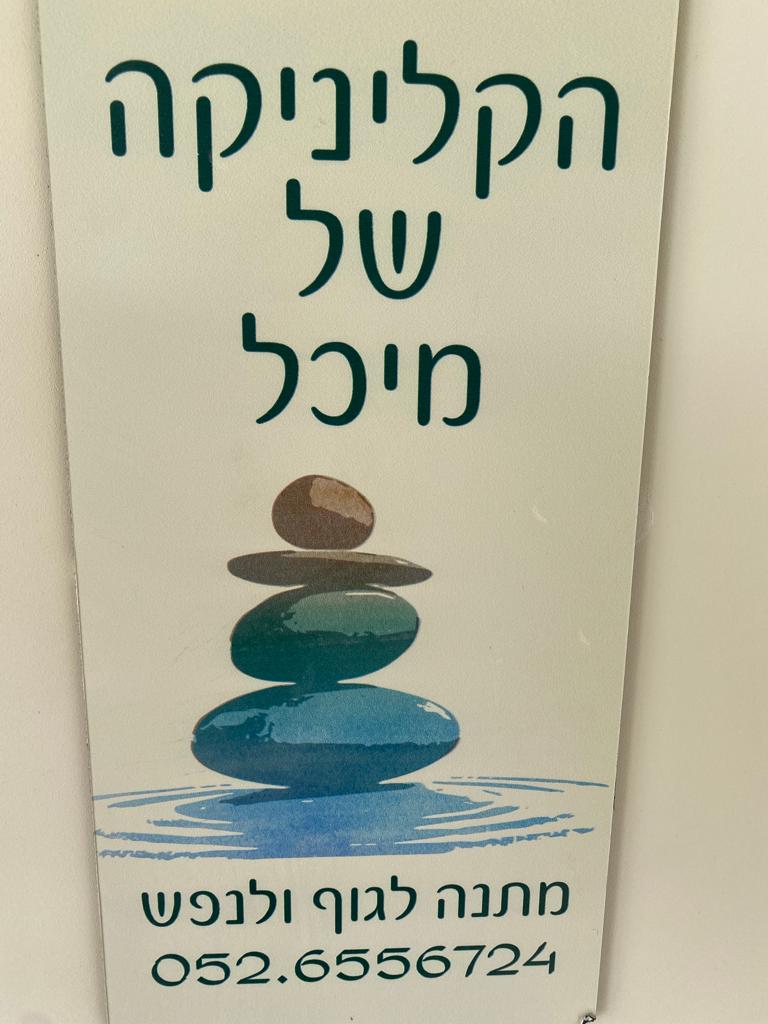 הקליניקה
של
מיכל
מתנה לגוף ולנפש
052.6556724